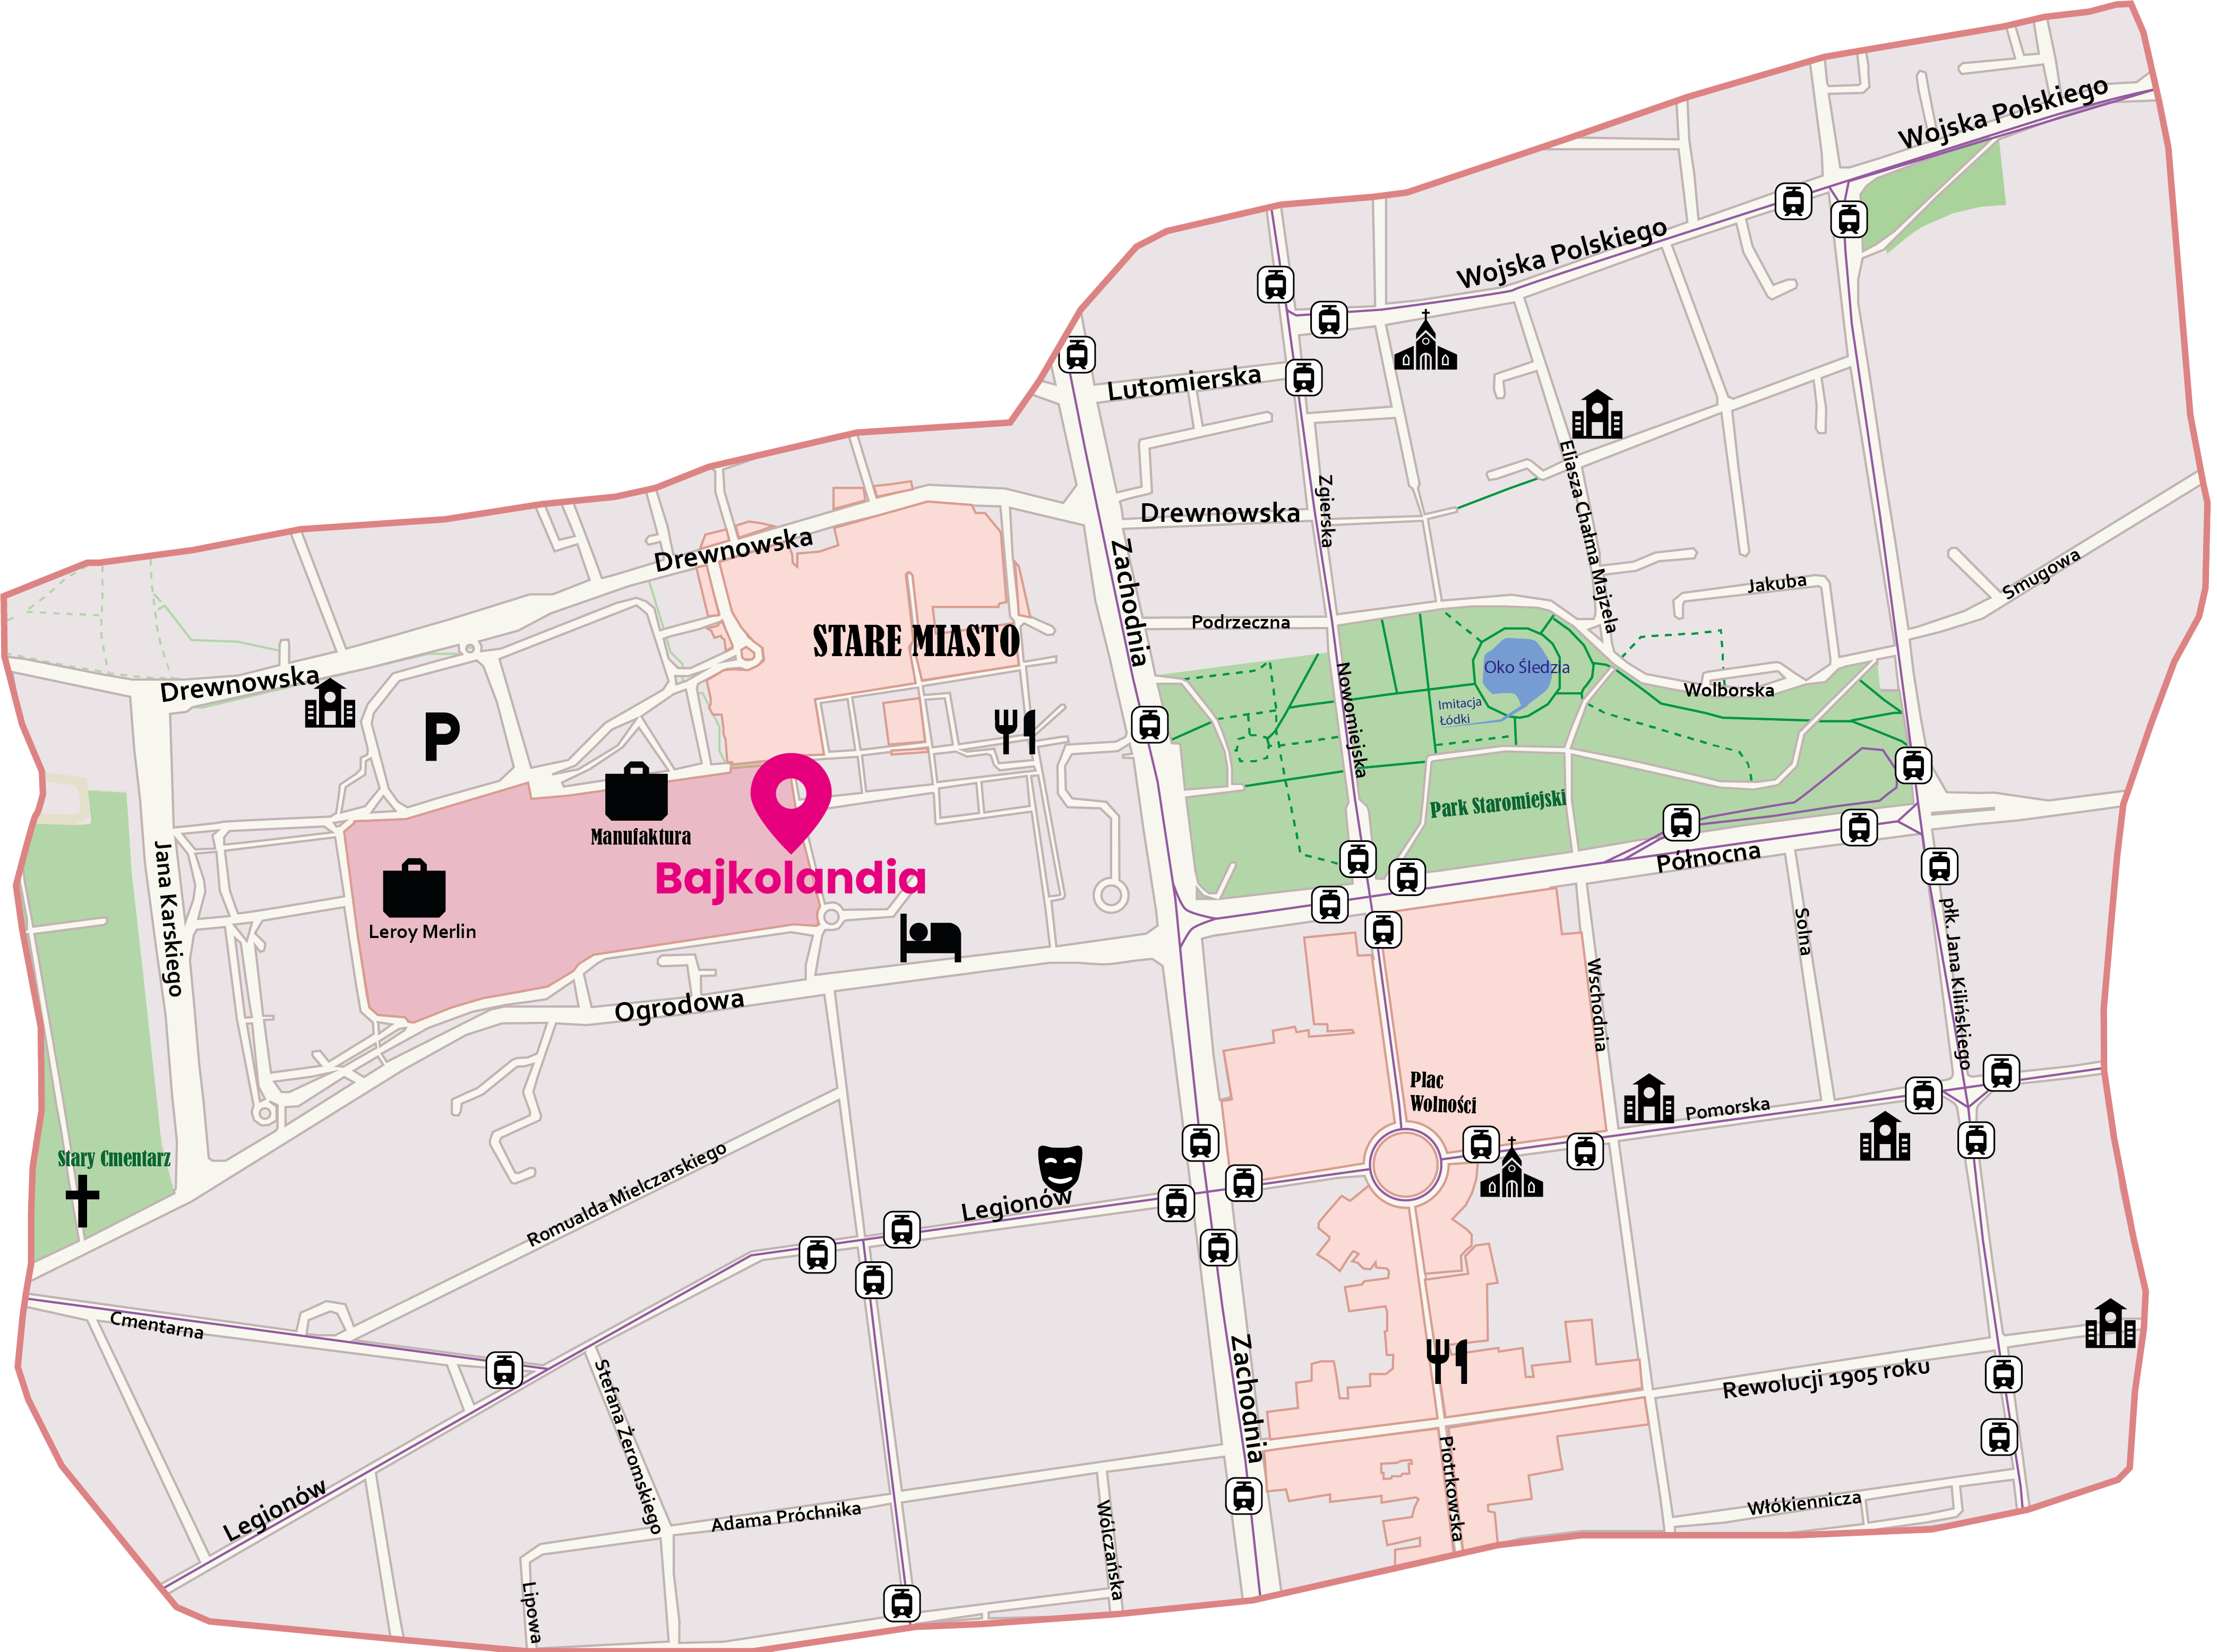 Wojska Polskiego
Wojska Polskiego
Lutomierska
Zgierska
Drewnowska
Eliasza Chaima Majzela
Drewnowska
Zachodnia
Jakuba
Smugowa
Podrzeczna
STARE MIASTO
Oko Śledzia
Drewnowska
Nowomiejska
Imitacja
Łódki
Wolborska
P
Park Staromiejski
Manufaktura
Północna
Bajkolandia
Jana Karskiego
Leroy Merlin
Solna
płk. Jana Kilińskiego
Wschodnia
Ogrodowa
Plac
Wolności
Pomorska
Stary Cmentarz
Romualda Mielczarskiego
Legionów
Cmentarna
Zachodnia
Rewolucji 1905 roku
Stefana Żeromskiego
Piotrkowska
Legionów
Adama Próchnika
Wólczańska
Włókiennicza
Lipowa